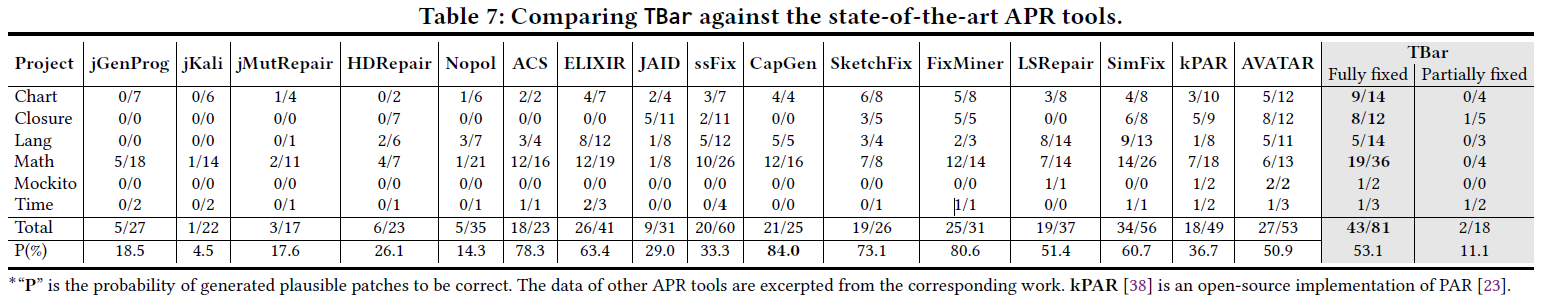 Table 7: Comparing TBar against the state-of-the-art APR tools.
Project jGenProg jKali jMutRepair HDRepair Nopol ACS ELIXIR JAID ssFix CapGen SketchFix FixMiner LSRepair SimFix kPAR AVATAR TBar
Fully fixed Partially fixed
Chart 0/7 0/6 1/4 0/2 1/6 2/2 4/7 2/4 3/7 4/4 6/8 5/8 3/8 4/8 3/10 5/12 9/14 0/4
Closure 0/0 0/0 0/0 0/7 0/0 0/0 0/0 5/11 2/11 0/0 3/5 5/5 0/0 6/8 5/9 8/12 8/12 1/5
Lang 0/0 0/0 0/1 2/6 3/7 3/4 8/12 1/8 5/12 5/5 3/4 2/3 8/14 9/13 1/8 5/11 5/14 0/3
Math 5/18 1/14 2/11 4/7 1/21 12/16 12/19 1/8 10/26 12/16 7/8 12/14 7/14 14/26 7/18 6/13 19/36 0/4
Mockito 0/0 0/0 0/0 0/0 0/0 0/0 0/0 0/0 0/0 0/0 0/0 0/0 1/1 0/0 1/2 2/2 1/2 0/0
Time 0/2 0/2 0/1 0/1 0/1 1/1 2/3 0/0 0/4 0/0 0/1 1/1 0/0 1/1 1/2 1/3 1/3 1/2
Total 5/27 1/22 3/17 6/23 5/35 18/23 26/41 9/31 20/60 21/25 19/26 25/31 19/37 34/56 18/49 27/53 43/81 2/18
P(%) 18.5 4.5 17.6 26.1 14.3 78.3 63.4 29.0 33.3 84.0 73.1 80.6 51.4 60.7 36.7 50.9 53.1 11.1
*"P" is the probability of generated plausible patches to be correct. The data of other APR tools are excerpted from the corresponding work. kPAR [38] is an open-source implementation of PAR [23].